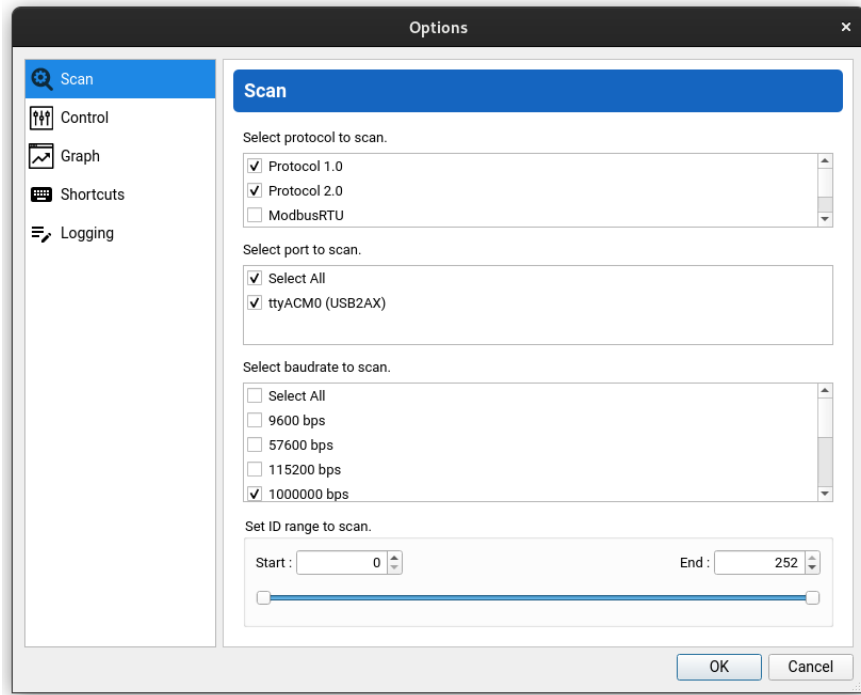 Options
Scan
Control
Graph
Shortcuts
Logging
Scan
Select protocol to scan.
Protocol 1.0
Protocol 2.0
ModbusRTU
Select port to scan.
Select All
ttyACM0 (USB2AX)
Select baudrate to scan.
Select All
9600 bps
57600 bps
115200 bps
1000000 bps
Set ID range to scan.
Start : 0 End : 252
OK Cancel